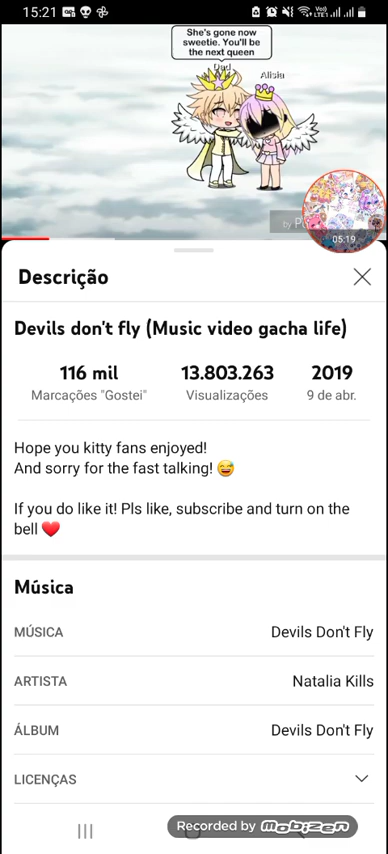 15:21
Vo))
LTE1
She's gone now
sweetie. You'll be
the next queen
Dad
Alisia
by
05:19
Descrição
Devils don't fly (Music video gacha life)
116 mil
13.803.263
2019
Marcações "Gostei"
Visualizações
9 de abr.
Hope you kitty fans enjoyed!
And sorry for the fast talking! 😅
If you do like it! Pls like, subscribe and turn on the
bell ❤️
Música
MÚSICA
Devils Don't Fly
ARTISTA
Natalia Kills
ÁLBUM
Devils Don't Fly
LICENÇAS
Recorded by Mobizen